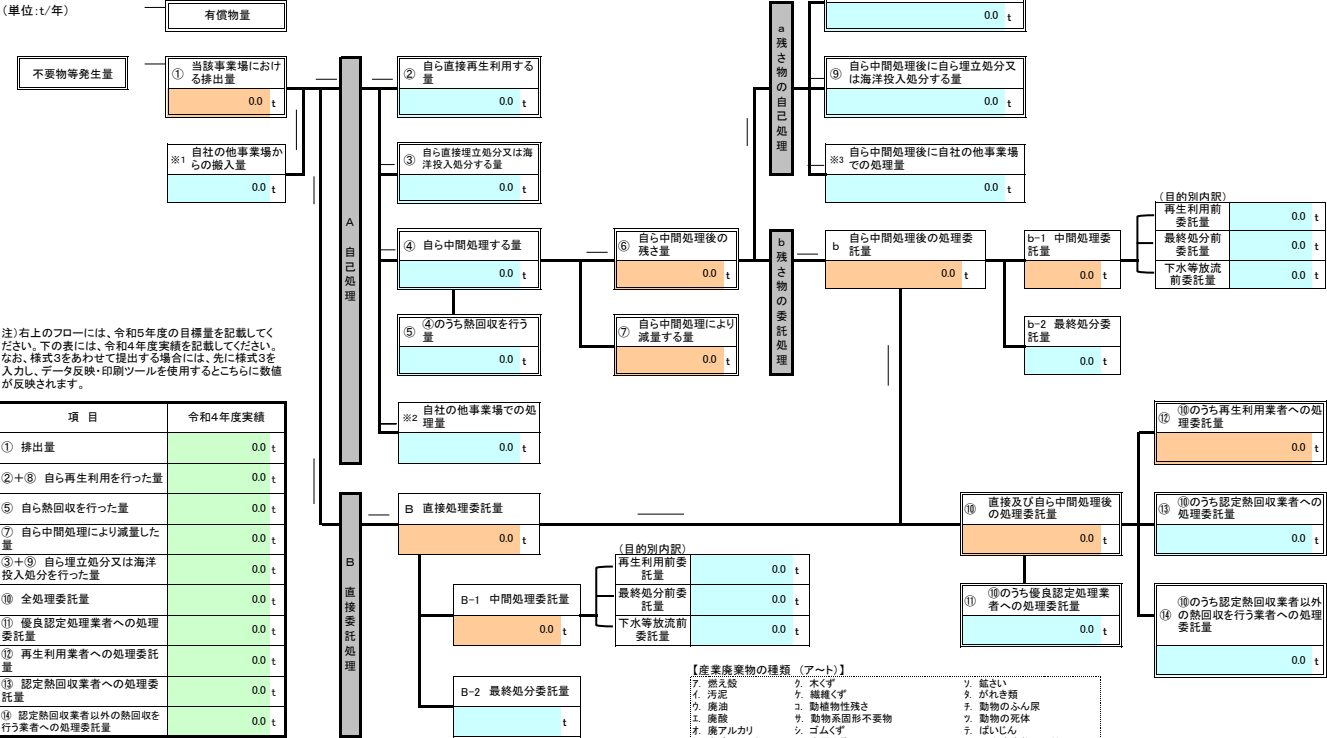 (単位:t/年)
有償物量
不要物等発生量
① 当該事業場におけ
る排出量
0.0 t
※1 自社の他事業場か
らの搬入量
0.0 t
A 自己処理
② 自ら直接再生利用する
量
0.0 t
③ 自ら直接埋立処分又は海
洋投入処分する量
0.0 t
④ 自ら中間処理する量
0.0 t
⑤ ④のうち熱回収を行う
量
0.0 t
※2 自社の他事業場での処
理量
0.0 t
⑥ 自ら中間処理後の
残さ量
0.0 t
⑦ 自ら中間処理により
減量する量
0.0 t
a 残さ物の自己処理
0.0 t
⑨ 自ら中間処理後に自ら埋立処分又
は海洋投入処分する量
0.0 t
※3 自ら中間処理後に自社の他事業場
での処理量
0.0 t
b 残さ物の委託処理
b 自ら中間処理後の処理委
託量
0.0 t
b-1 中間処理委
託量
0.0 t
(目的別内訳)
再生利用前
委託量
0.0 t
最終処分前
委託量
0.0 t
下水等放流
前委託量
0.0 t
b-2 最終処分委
託量
0.0 t
注)右上のフローには、令和5年度の目標量を記載してく
ださい。下の表には、令和4年度実績を記載してください。
なお、様式3をあわせて提出する場合には、先に様式3を
入力し、データ反映・印刷ツールを使用するとこちらに数値
が反映されます。
項 目 令和4年度実績
① 排出量 0.0 t
②+⑧ 自ら再生利用を行った量 0.0 t
⑤ 自ら熱回収を行った量 0.0 t
⑦ 自ら中間処理により減量した
量 0.0 t
③+⑨ 自ら埋立処分又は海洋
投入処分を行った量 0.0 t
⑩ 全処理委託量 0.0 t
⑪ 優良認定処理業者への処理
委託量 0.0 t
⑫ 再生利用業者への処理委託
量 0.0 t
⑬ 認定熱回収業者への処理委
託量 0.0 t
⑭ 認定熱回収業者以外の熱回収を
行う業者への処理委託量 0.0 t
B 直接委託処理
B 直接処理委託量
0.0 t
B-1 中間処理委託量
0.0 t
(目的別内訳)
再生利用前委
託量
0.0 t
最終処分前委
託量
0.0 t
下水等放流前
委託量
0.0 t
B-2 最終処分委託量
t
⑩ 直接及び自ら中間処理後
の処理委託量
0.0 t
⑪ ⑩のうち優良認定処理業
者への処理委託量
0.0 t
⑫ ⑩のうち再生利用業者への処
理委託量
0.0 t
⑬ ⑩のうち認定熱回収業者への
処理委託量
0.0 t
⑭ ⑩のうち認定熱回収業者以外
の熱回収を行う業者への処理
委託量
0.0 t
【産業廃棄物の種類 (ア~ト)】
ア. 燃え殻 ク. 木くず ソ. 鉱さい
イ. 汚泥 ケ. 繊維くず タ. がれき類
ウ. 廃油 コ. 動植物性残さ チ. 動物のふん尿
エ. 廃酸 サ. 動物系固形不要物 ツ. 動物の死体
オ. 廃アルカリ シ. ゴムくず テ. ばいじん